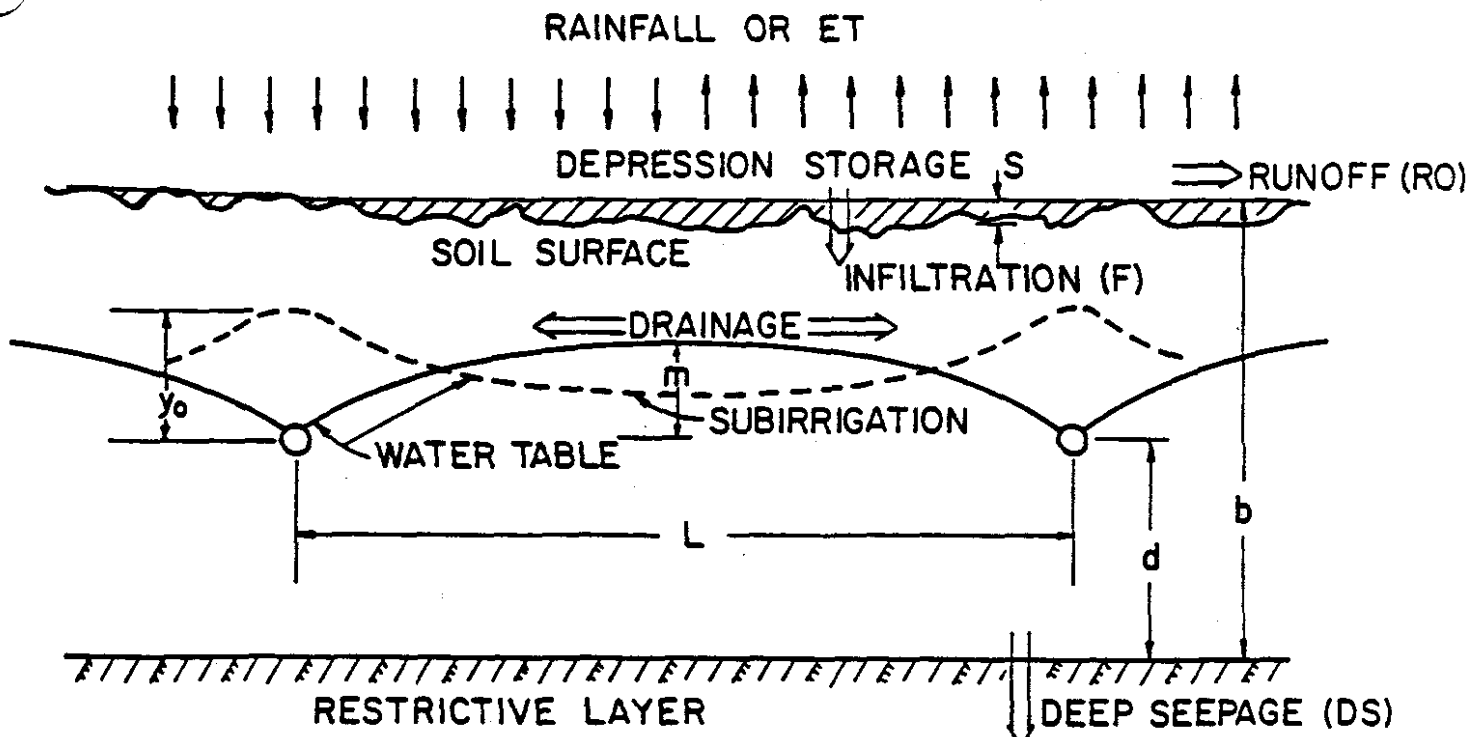 RAINFALL OR ET
DEPRESSION STORAGE S
RUNOFF (RO)
SOIL SURFACE
INFILTRATION (F)
DRAINAGE
m
yo
SUBIRRIGATION
WATER TABLE
b
L
d
RESTRICTIVE LAYER
DEEP SEEPAGE (DS)